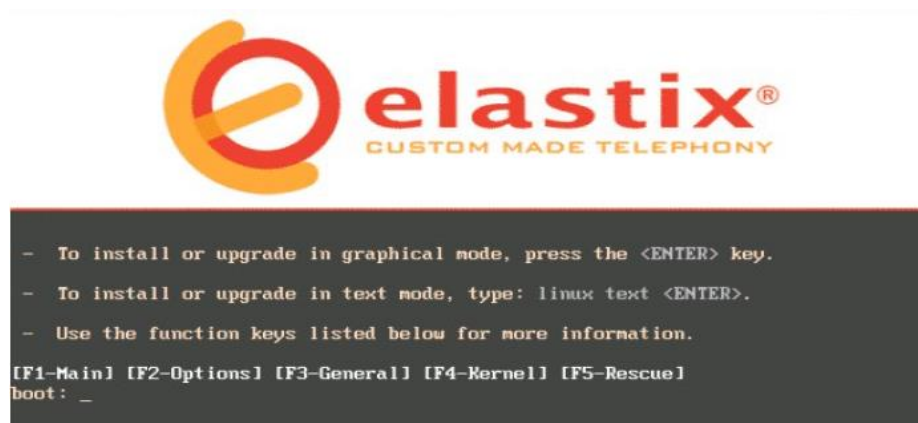 elastix®
CUSTOM MADE TELEPHONY
- To install or upgrade in graphical mode, press the <ENTER> key.
- To install or upgrade in text mode, type: linux text <ENTER>.
- Use the function keys listed below for more information.
[F1-Main] [F2-Options] [F3-General] [F4-Kernel] [F5-Rescue]
boot: _